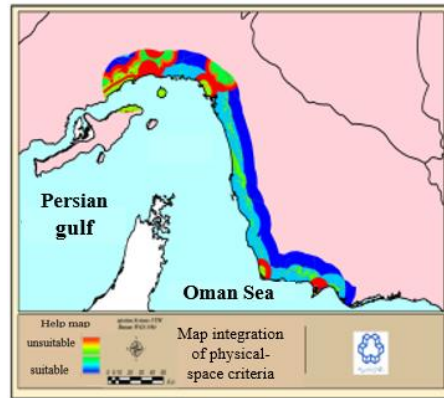 Persian
gulf
Oman Sea
Help map
unsuitable
suitable
Map integration
of physical-
space criteria